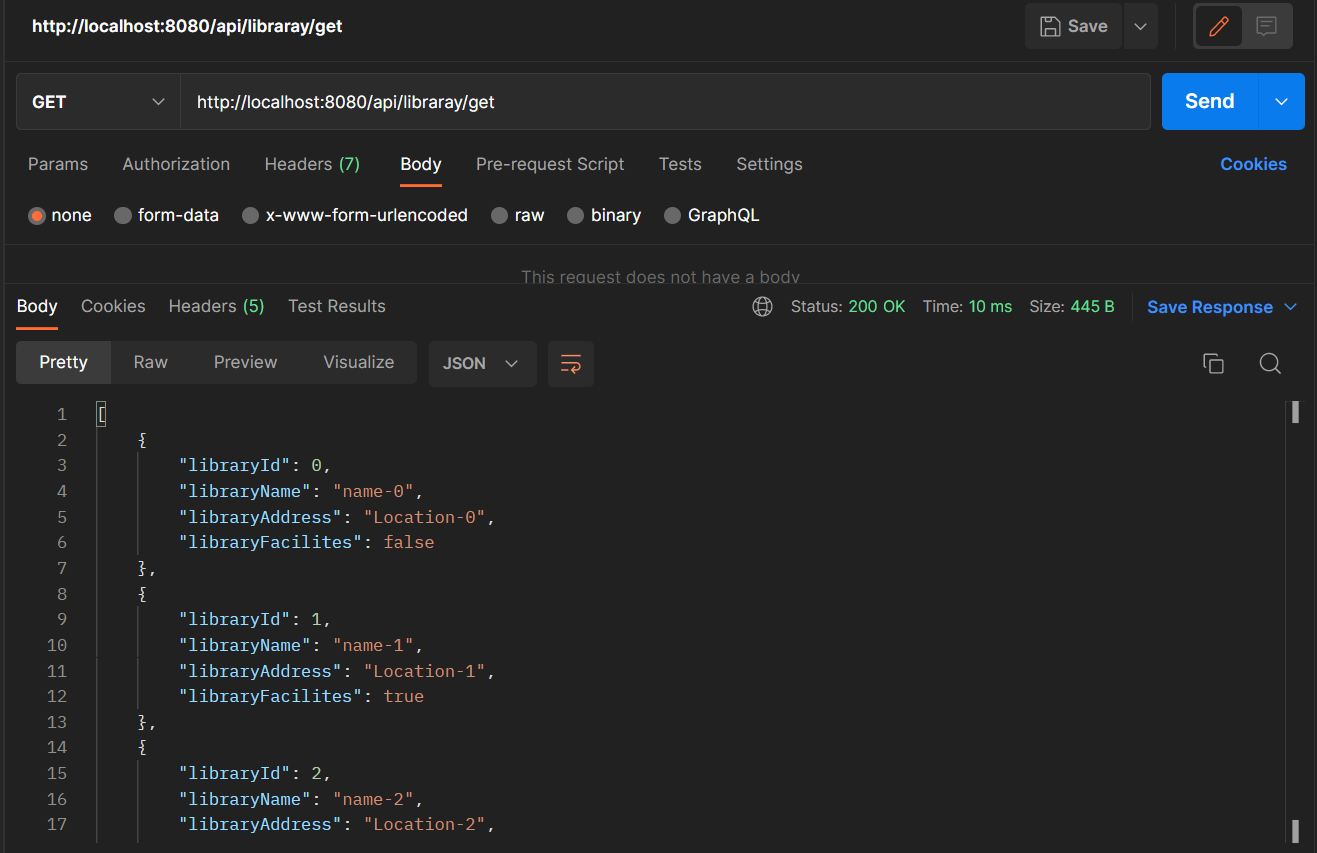 http://localhost:8080/api/libraray/get
Save
GET
http://localhost:8080/api/libraray/get
Send
Params Authorization Headers (7) Body Pre-request Script Tests Settings Cookies
none form-data x-www-form-urlencoded raw binary GraphQL
This request does not have a body
Body Cookies Headers (5) Test Results Status: 200 OK Time: 10 ms Size: 445 B Save Response
Pretty Raw Preview Visualize JSON
1 [
2 {
3 "libraryId": 0,
4 "libraryName": "name-0",
5 "libraryAddress": "Location-0",
6 "libraryFacilites": false
7 },
8 {
9 "libraryId": 1,
10 "libraryName": "name-1",
11 "libraryAddress": "Location-1",
12 "libraryFacilites": true
13 },
14 {
15 "libraryId": 2,
16 "libraryName": "name-2",
17 "libraryAddress": "Location-2",